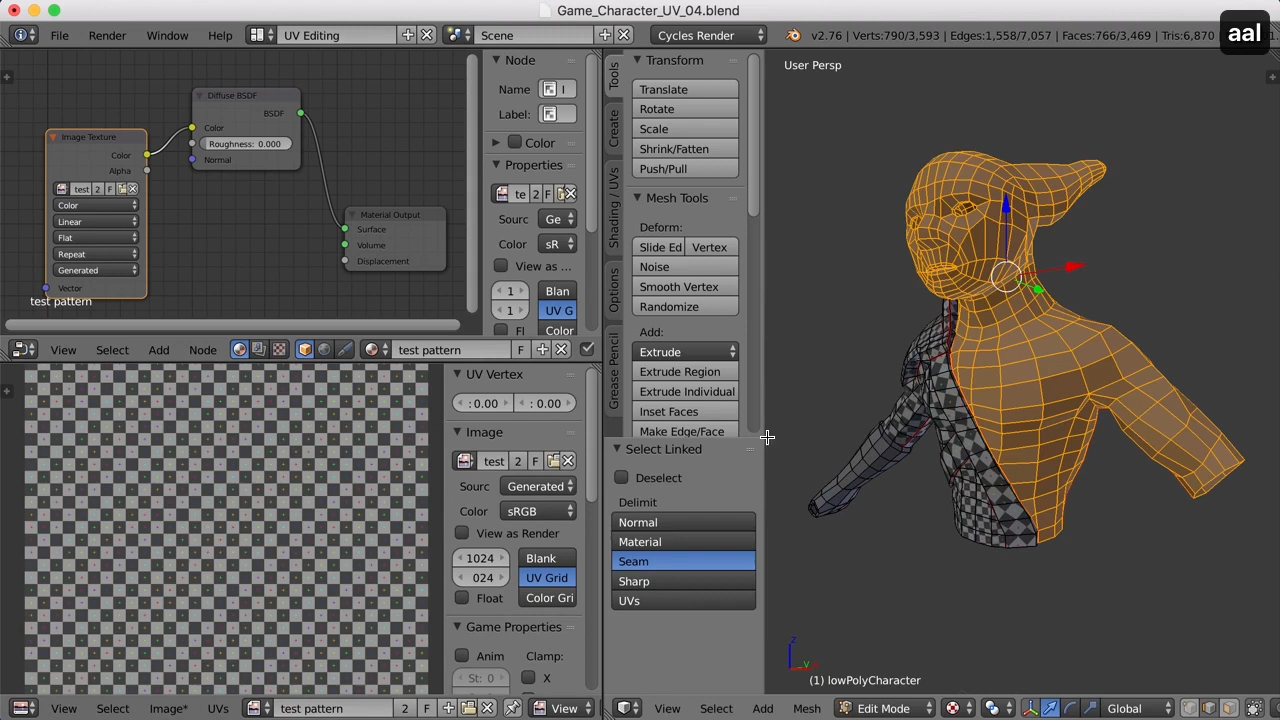 Game_Character_UV_04.blend
File Render Window Help UV Editing Scene Cycles Render v2.76 | Verts:790/3,593 | Edges:1,558/7,057 | Faces:766/3,469 | Tris:6,870
aal
Diffuse BSDF
BSDF
Color
Roughness: 0.000
Normal
Image Texture
Color
Alpha
test 2 F
Color
Linear
Flat
Repeat
Generated
Vector
test pattern
Material Output
Surface
Volume
Displacement
Node
Name
Label:
Color
Properties
te 2 F
Sourc Ge
Color sR
View as ...
1 Blan
1 UV G
Fl Color
View Select Add Node test pattern F
Tools
Create
Shading / UVs
Options
Grease Pencil
Transform
Translate
Rotate
Scale
Shrink/Fatten
Push/Pull
Mesh Tools
Deform:
Slide Ed Vertex
Noise
Smooth Vertex
Randomize
Add:
Extrude
Extrude Region
Extrude Individual
Inset Faces
Make Edge/Face
Select Linked
Deselect
Delimit
Normal
Material
Seam
Sharp
UVs
UV Vertex
: 0.00 : 0.00
Image
test 2 F
Sourc Generated
Color sRGB
View as Render
1024 Blank
024 UV Grid
Float Color Gri
Game Properties
Anim Clamp:
St: 0 X
View Select Image* UVs test pattern 2 F View
User Persp
z
y
(1) lowPolyCharacter
View Select Add Mesh Edit Mode Global